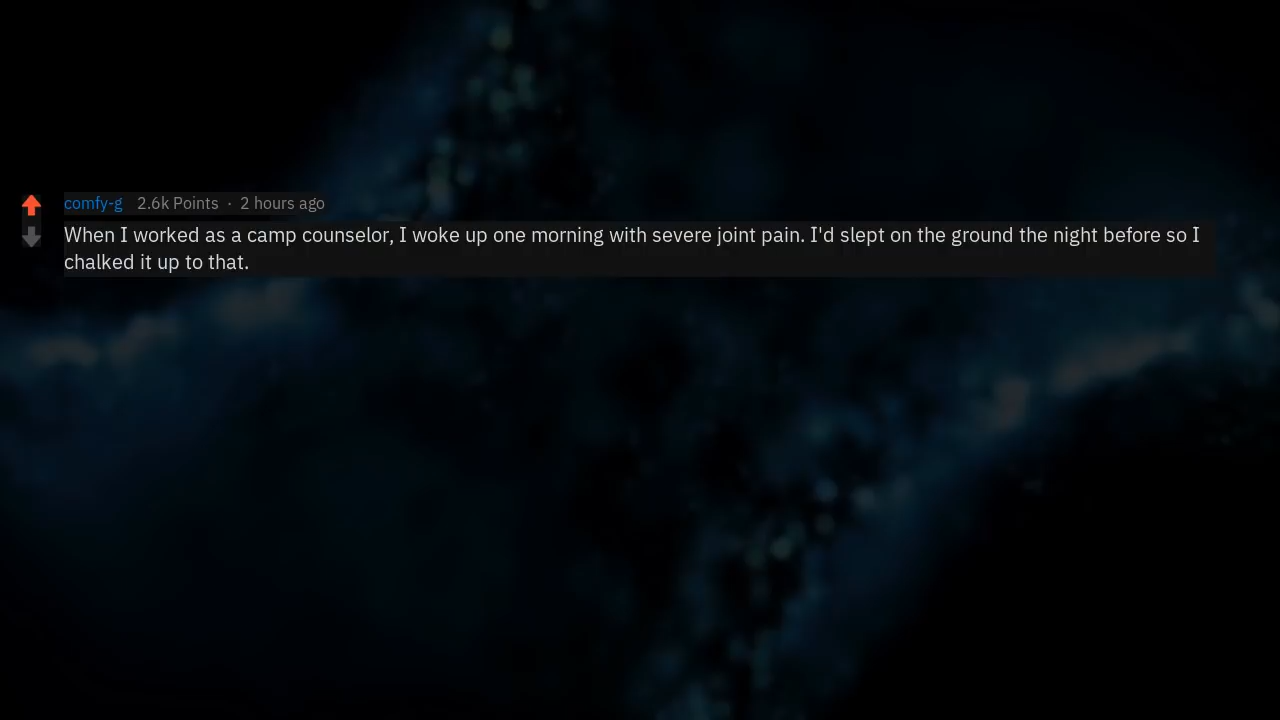 comfy-g 2.6k Points · 2 hours ago
When I worked as a camp counselor, I woke up one morning with severe joint pain. I'd slept on the ground the night before so I
chalked it up to that.